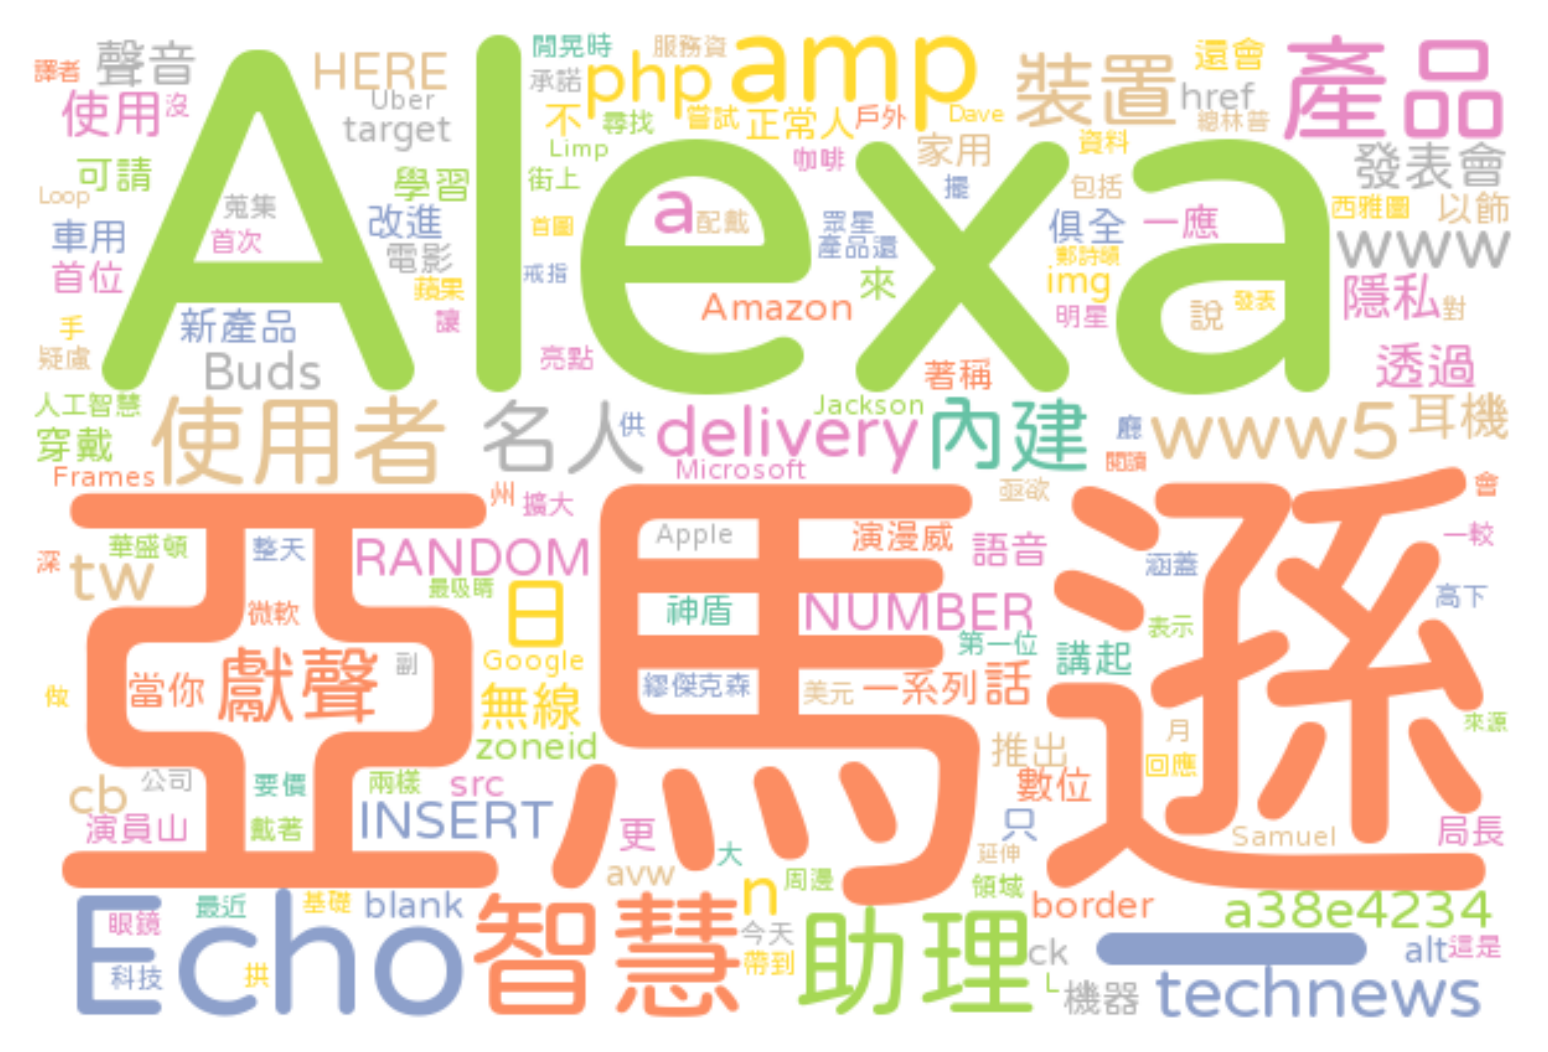 譯者 聲音 HERE 閒晃時 服務資 amp 還會 產品
使用 沒 Uber 承諾 php 裝置 href
target 不 尋找 嘗試 正常人 戶外 Dave 總林普
可請 Alexa Limp 咖啡 家用 資料 發表會
Loop 蒐集 學習 街上 a 配戴 擺 包括 西雅圖 以飾
車用 首次 改進 首圖 眾星 俱全 一應 www
首位 電影 戒指 產品還 鄭詩頡
蘋果 來 img 隱私 對
手 新產品 讓 Amazon 明星 說 發表
疑慮 Buds 亮點 著稱 透過
人工智慧 使用者 名人 供 delivery Jackson 內建 廳 www5 耳機
穿戴 Microsoft 閱讀
Frames 亞馬遜 州 擴大 亟欲 會
深 華盛頓 整天 RANDOM Apple 演漫威 語音 涵蓋 一較
tw 最吸睛 日 高下
微軟 神盾 NUMBER 第一位 表示
當你 獻聲 副 Google 講起
做 無線 繆傑克森 美元 一系列 話 來源
zoneid 推出 月
cb 公司 要價 兩樣 src 數位 回應
演員山 戴著 INSERT 更 只 Samuel 局長
大 延伸
avw 周邊 領域
Echo 最近 基礎 blank 智慧 n 助理 border a38e4234
眼鏡 今天 ck _ alt 這是
科技 拱 帶到 L 機器 technews